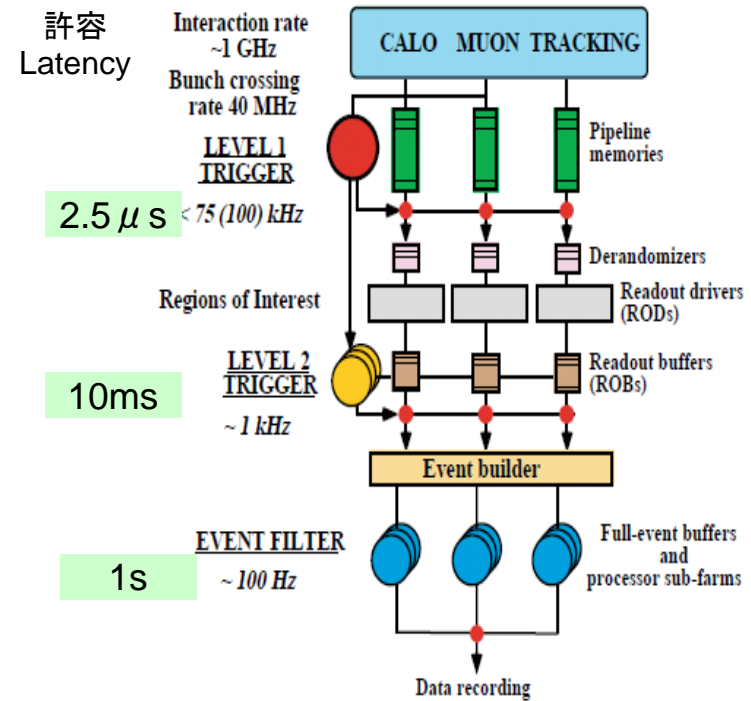 許容
Latency
Interaction rate
~1 GHz
CALO MUON TRACKING
Bunch crossing
rate 40 MHz
LEVEL 1
TRIGGER
Pipeline
memories
2.5μs
< 75 (100) kHz
Derandomizers
Regions of Interest
Readout drivers
(RODs)
LEVEL 2
TRIGGER
Readout buffers
(ROBs)
10ms
~ 1 kHz
Event builder
EVENT FILTER
Full-event buffers
and
processor sub-farms
1s
~ 100 Hz
Data recording